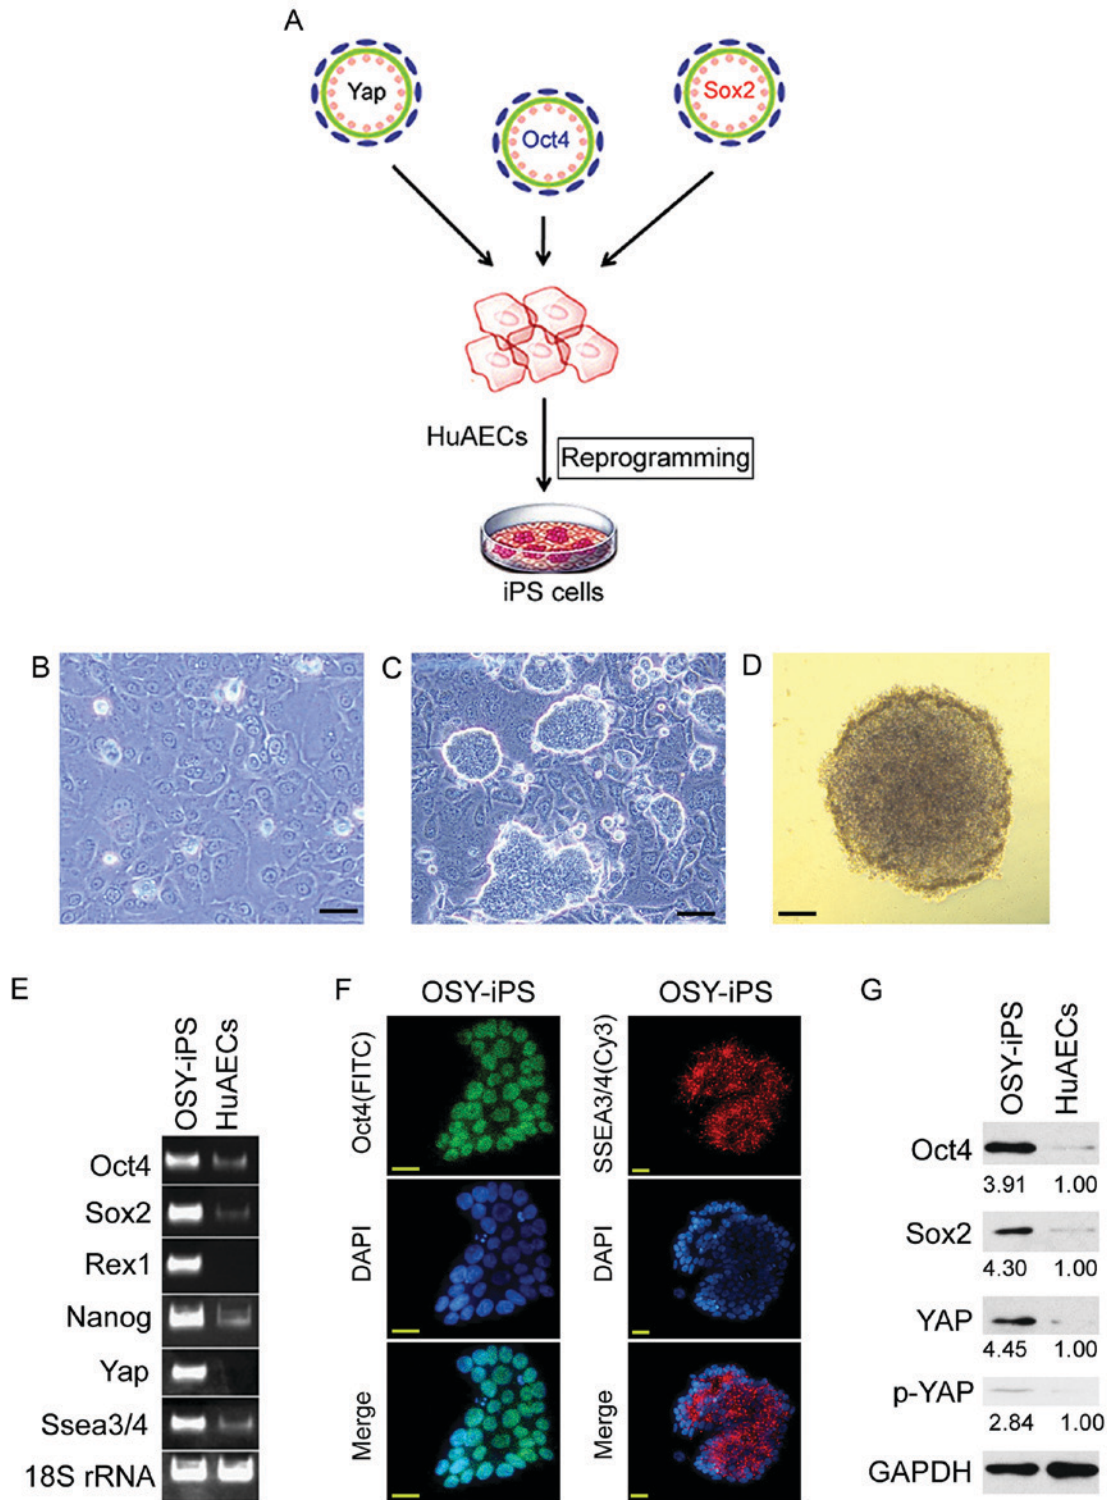 A
Yap
Oct4
Sox2
HuAECs
Reprogramming
iPS cells
B
C
D
E
OSY-iPS
HuAECs
Oct4
Sox2
Rex1
Nanog
Yap
Ssea3/4
18S rRNA
F
OSY-iPS
OSY-iPS
Oct4(FITC)
SSEA3/4(Cy3)
DAPI
DAPI
Merge
Merge
G
OSY-iPS
HuAECs
Oct4
3.91 1.00
Sox2
4.30 1.00
YAP
4.45 1.00
p-YAP
2.84 1.00
GAPDH